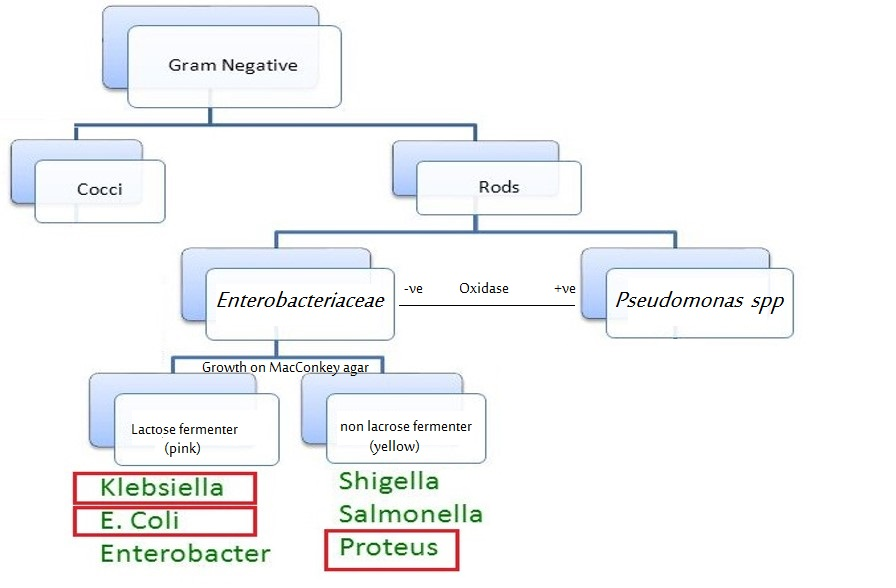 Gram Negative
Cocci
Rods
Enterobacteriaceae
-ve Oxidase +ve
Pseudomonas spp
Growth on MacConkey agar
Lactose fermenter
(pink)
non lacrose fermenter
(yellow)
Klebsiella
E. Coli
Enterobacter
Shigella
Salmonella
Proteus